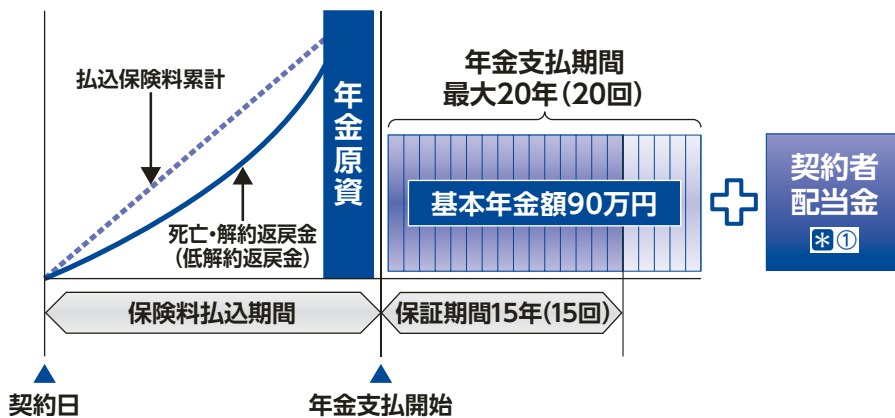 払込保険料累計
死亡・解約返戻金
(低解約返戻金)
年金原資
年金支払期間
最大20年(20回)
基本年金額90万円
契約者
配当金
*①
保険料払込期間
保証期間15年(15回)
契約日
年金支払開始